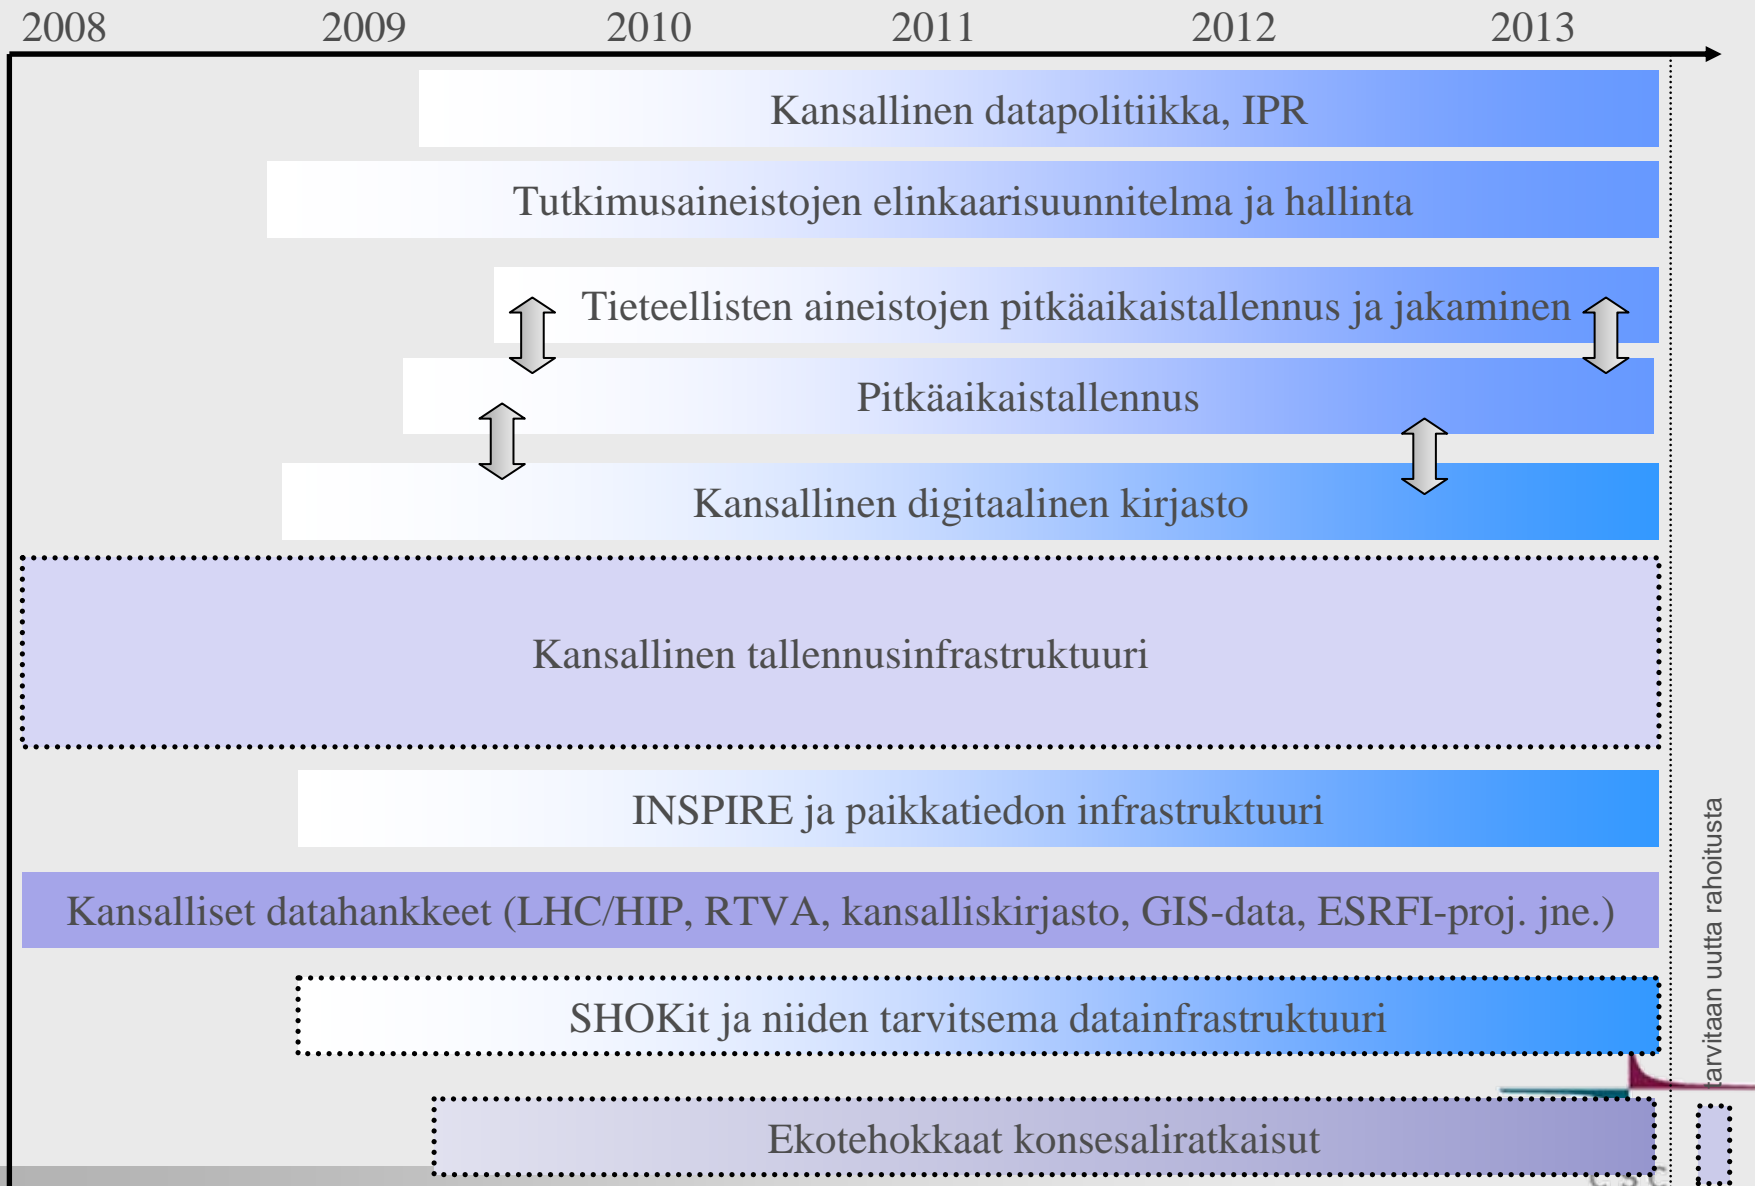 2008 2009 2010 2011 2012 2013
Kansallinen datapolitiikka, IPR
Tutkimusaineistojen elinkaarisuunnitelma ja hallinta
Tieteellisten aineistojen pitkäaikaistallennus ja jakaminen
Pitkäaikaistallennus
Kansallinen digitaalinen kirjasto
Kansallinen tallennusinfrastruktuuri
INSPIRE ja paikkatiedon infrastruktuuri
Kansalliset datahankkeet (LHC/HIP, RTVA, kansalliskirjasto, GIS-data, ESRFI-proj. jne.)
SHOKit ja niiden tarvitsema datainfrastruktuuri
Ekotehokkaat konsesaliratkaisut
tarvitaan uutta rahoitusta
C S C